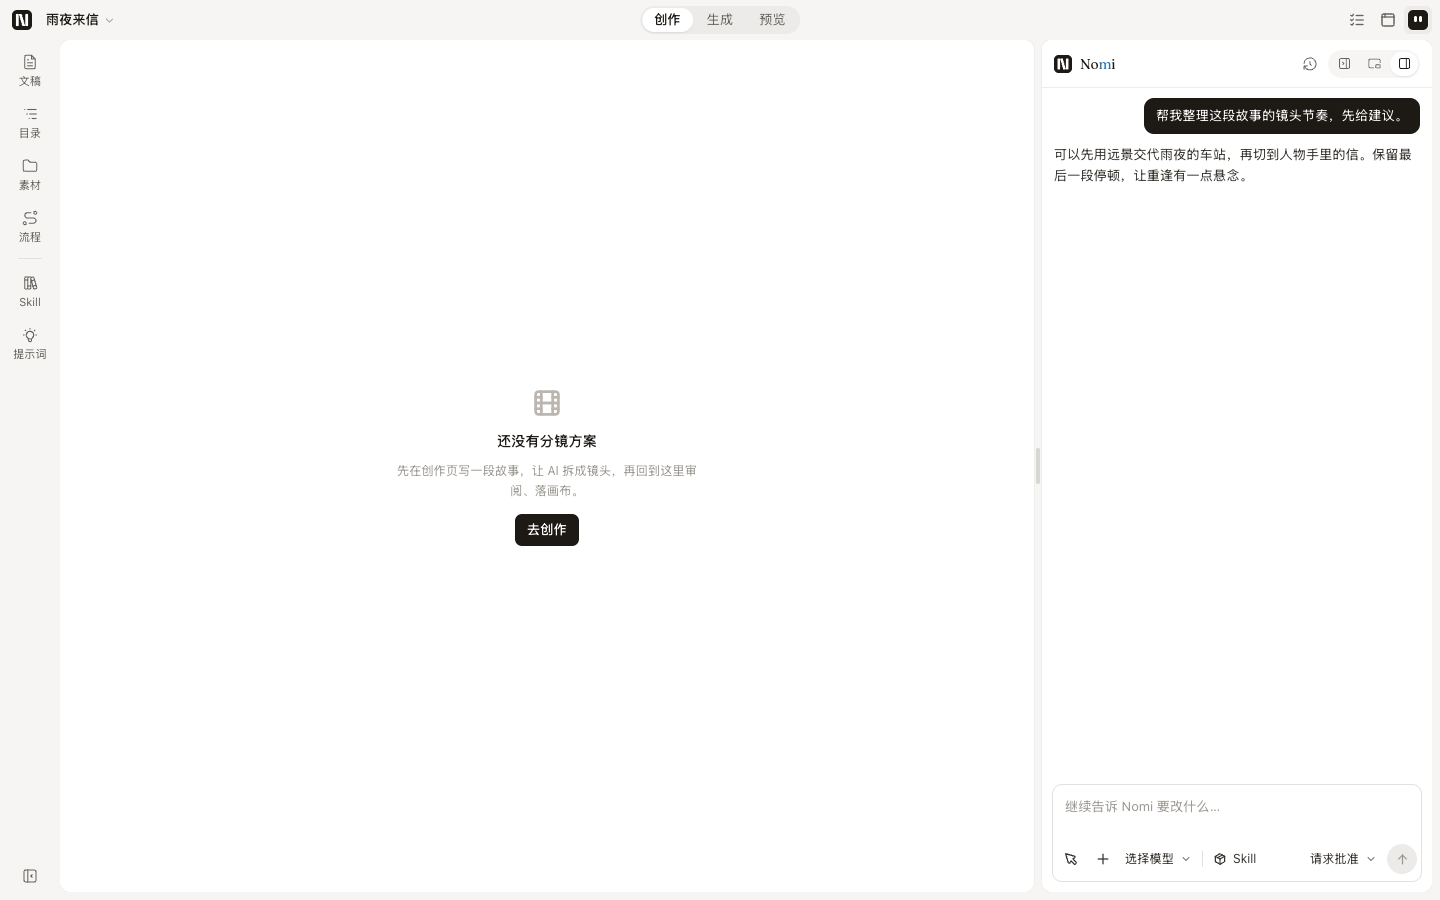 雨夜来信
创作
生成
预览
文稿
目录
素材
流程
Skill
提示词
还没有分镜方案
先在创作页写一段故事，让 AI 拆成镜头，再回到这里审
阅、落画布。
去创作
Nomi
帮我整理这段故事的镜头节奏，先给建议。
可以先用远景交代雨夜的车站，再切到人物手里的信。保留最
后一段停顿，让重逢有一点悬念。
继续告诉 Nomi 要改什么...
选择模型
Skill
请求批准